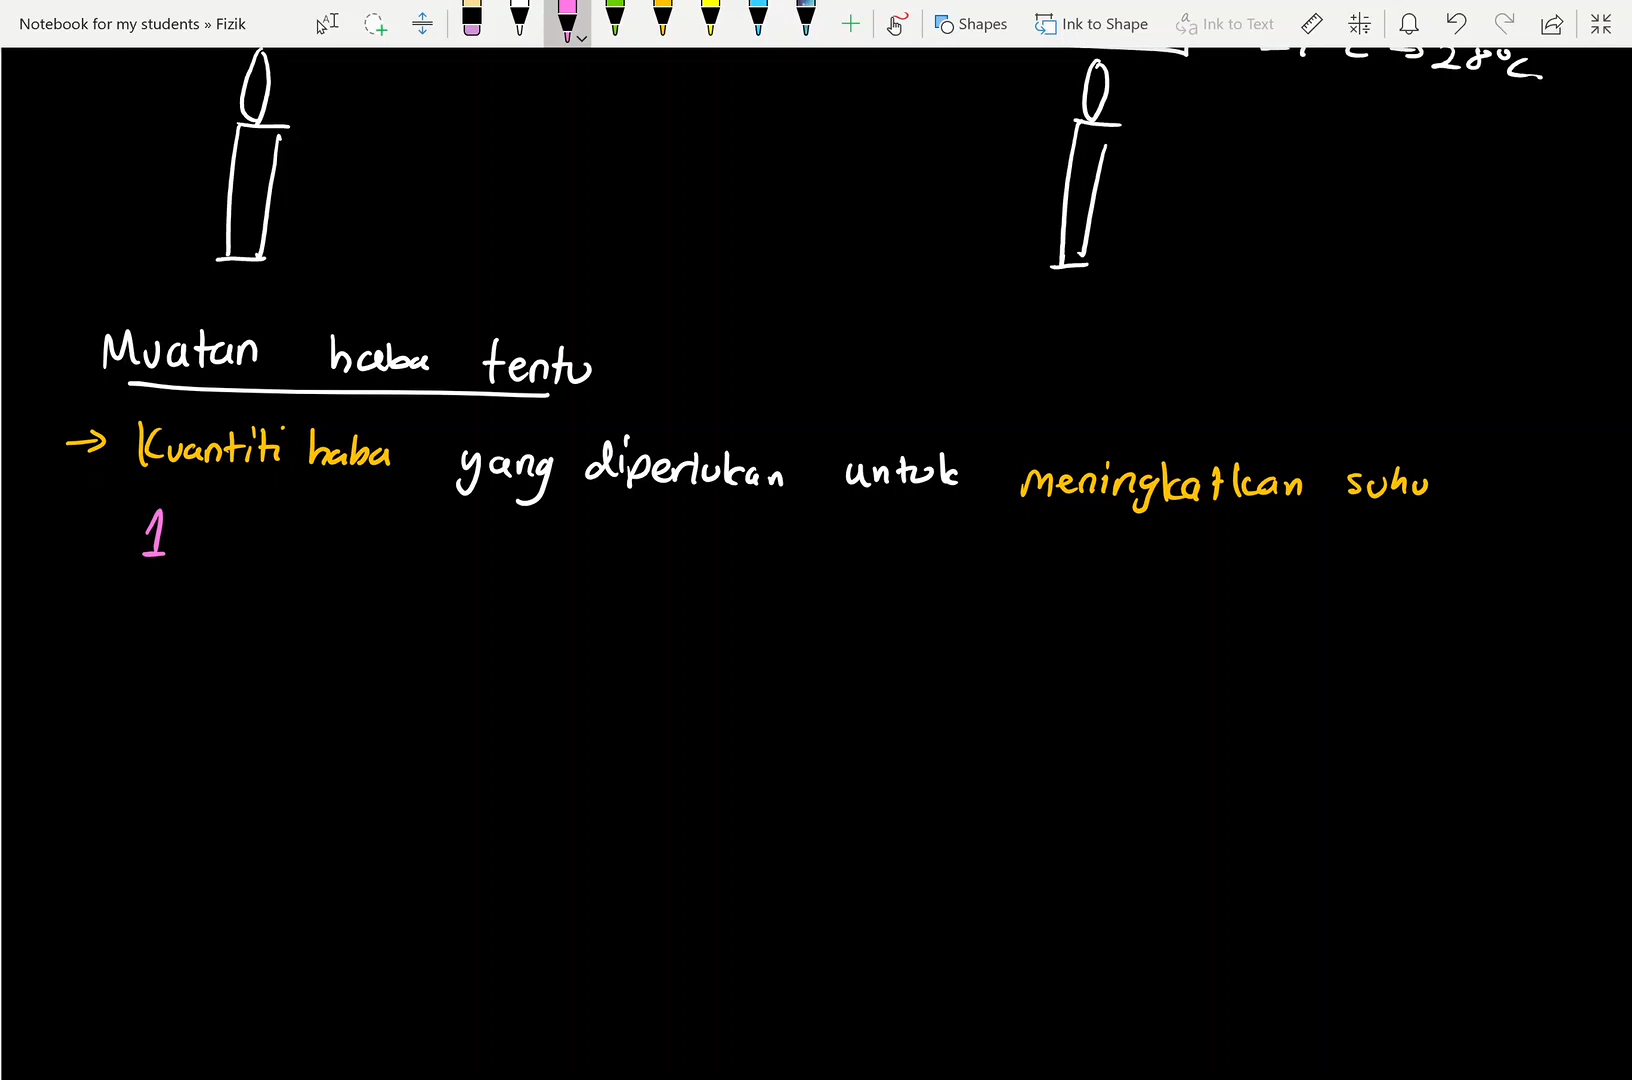 Notebook for my students » Fizik
Shapes
Ink to Shape
Ink to Text
→ 28°C
Muatan haba tentu
→ Kuantiti haba yang diperlukan untuk meningkatkan suhu
1